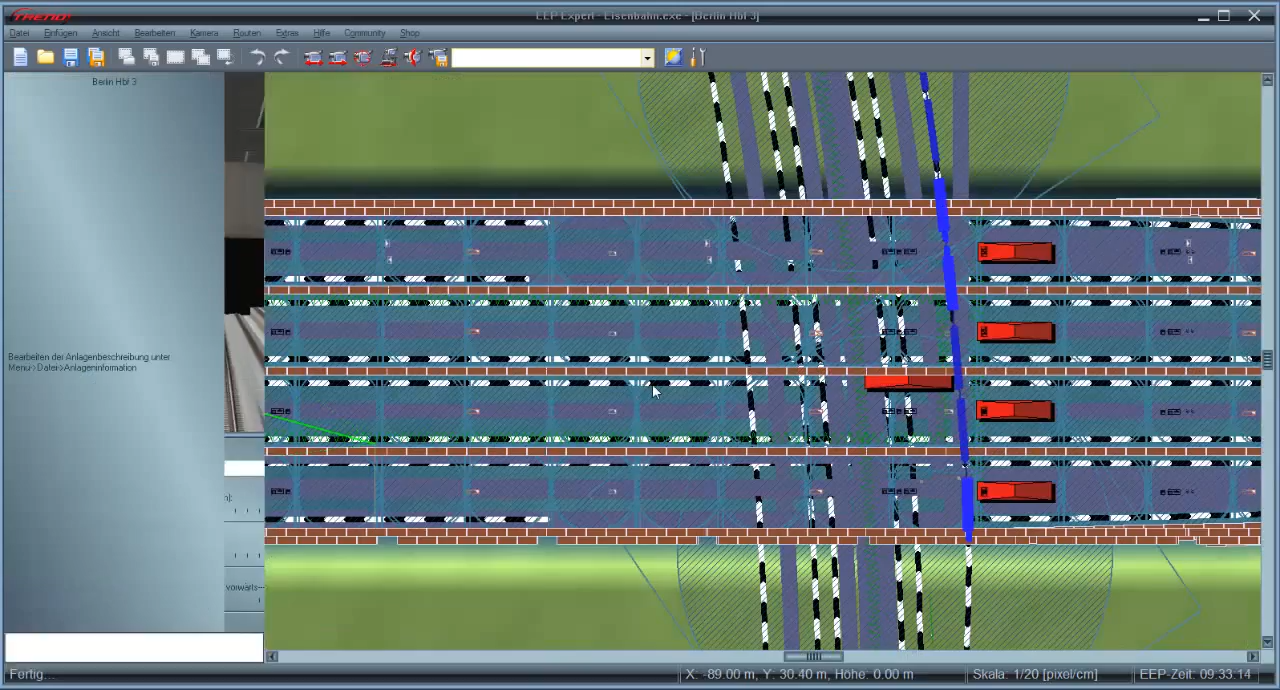 TREND
EEP Expert - Eisenbahn.exe - [Berlin Hbf 3]
Datei Einfügen Ansicht Bearbeiten Kamera Routen Extras Hilfe Community Shop
Berlin Hbf 3
Bearbeiten der Anlagenbeschreibung unter
Menü->Datei->Anlageninformation
n]:
vorwärts--
Fertig...
X: -89.00 m, Y: 30.40 m, Höhe: 0.00 m
Skala: 1/20 [pixel/cm]
EEP-Zeit: 09:33:14